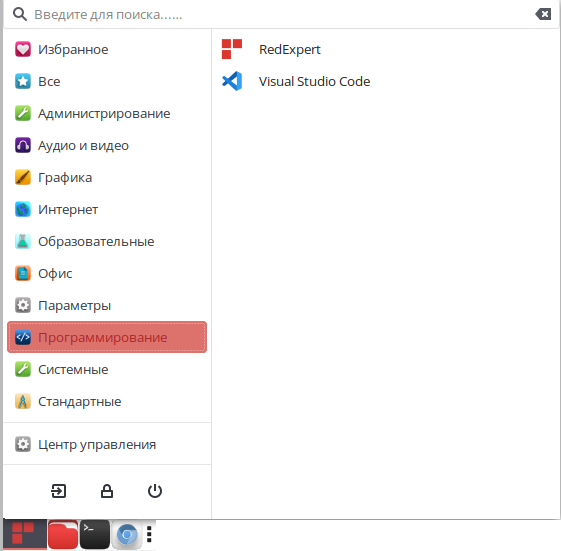 Введите для поиска......
Избранное
Все
Администрирование
Аудио и видео
Графика
Интернет
Образовательные
Офис
Параметры
Программирование
Системные
Стандартные
Центр управления
RedExpert
Visual Studio Code